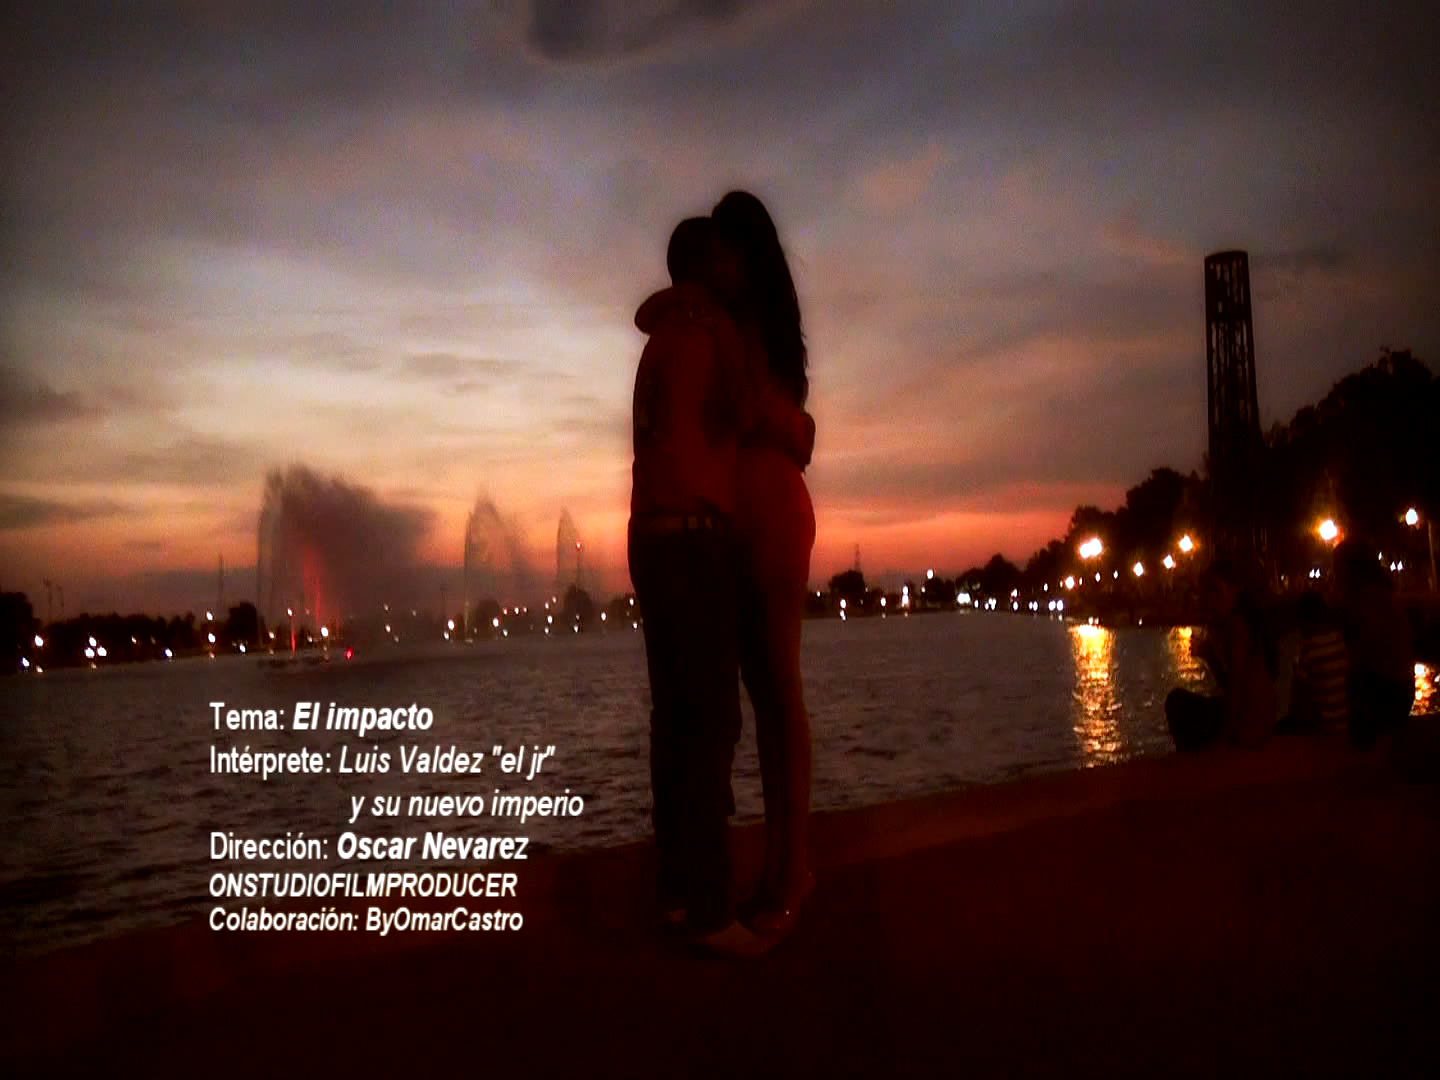 Tema: El impacto
Intérprete: Luis Valdez "el jr"
y su nuevo imperio
Dirección: Oscar Nevarez
ONSTUDIOFILMPRODUCER
Colaboración: ByOmarCastro